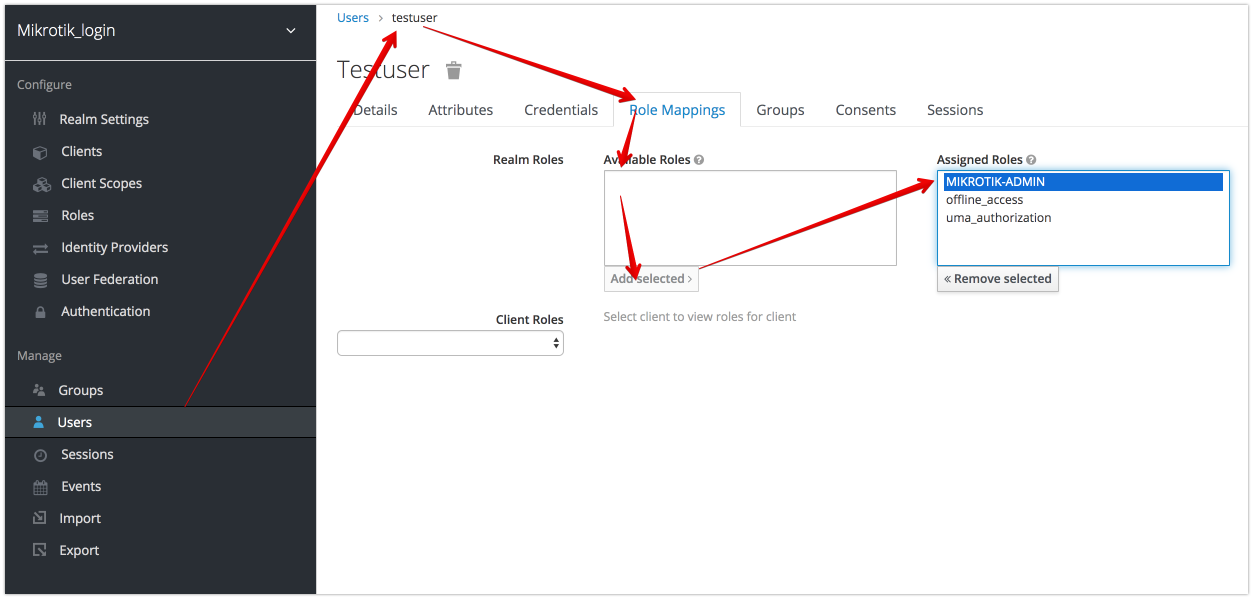 Mikrotik_login
Configure
Realm Settings
Clients
Client Scopes
Roles
Identity Providers
User Federation
Authentication
Manage
Groups
Users
Sessions
Events
Import
Export
Users > testuser
Testuser
Details Attributes Credentials Role Mappings Groups Consents Sessions
Realm Roles
Available Roles
Add selected >
Assigned Roles
MIKROTIK-ADMIN
offline_access
uma_authorization
« Remove selected
Client Roles
Select client to view roles for client